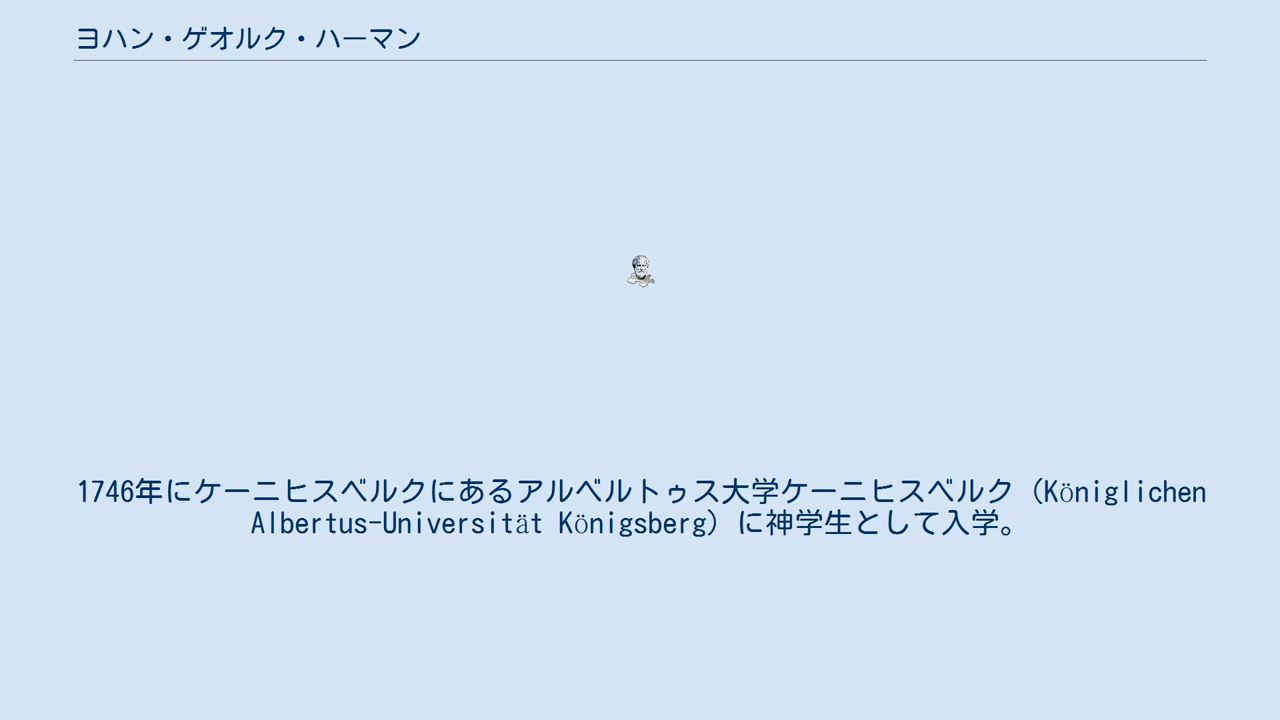 ヨハン・ゲオルク・ハーマン
1746年にケーニヒスベルクにあるアルベルトゥス大学ケーニヒスベルク（Königlichen
Albertus-Universität Königsberg）に神学生として入学。